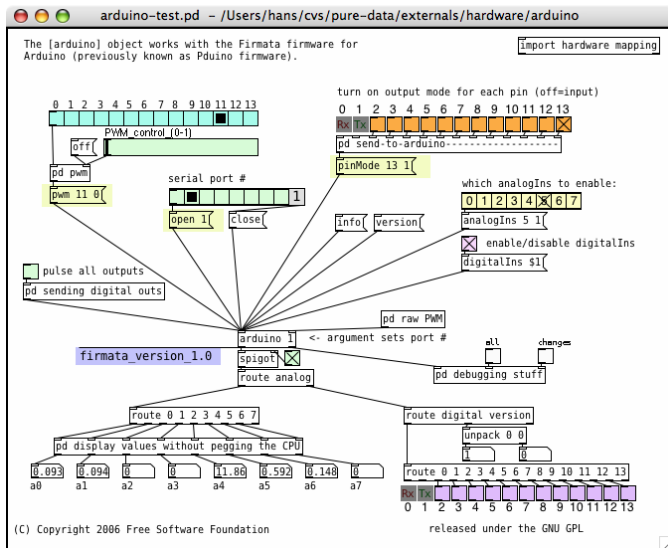 arduino-test.pd - /Users/hans/cvs/pure-data/externals/hardware/arduino
The [arduino] object works with the Firmata firmware for
Arduino (previously known as Pduino firmware).
import hardware mapping
turn on output mode for each pin (off=input)
0 1 2 3 4 5 6 7 8 9 10 11 12 13
0 1 2 3 4 5 6 7 8 9 10 11 12 13
Rx Tx
off
PWM_control_(0-1)
pd send-to-arduino-------------------
pd pwm
pinMode 13 1
pwm 11 0
serial port #
1
which analogIns to enable:
0 1 2 3 4 5 6 7
open 1
close
info
version
analogIns 5 1
enable/disable digitalIns
digitalIns $1
pulse all outputs
pd sending digital outs
pd raw PWM
arduino 1
<- argument sets port #
firmata_version_1.0
spigot
all
changes
route analog
pd debugging stuff
route 0 1 2 3 4 5 6 7
route digital version
pd display values without pegging the CPU
unpack 0 0
1
0
0.093 0.094 0 0 11.86 0.592 0.148 0
a0 a1 a2 a3 a4 a5 a6 a7
route 0 1 2 3 4 5 6 7 8 9 10 11 12 13
Rx Tx
0 1 2 3 4 5 6 7 8 9 10 11 12 13
(C) Copyright 2006 Free Software Foundation
released under the GNU GPL